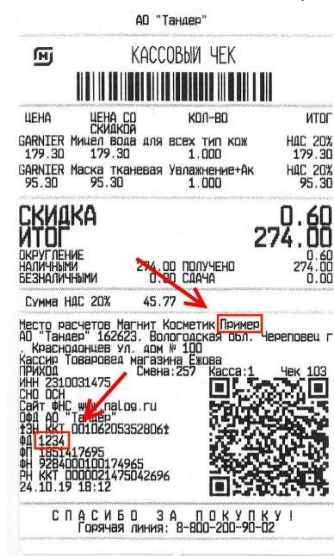 АО "Тандер"
КАССОВЫЙ ЧЕК
ЦЕНА ЦЕНА СО СКИДКОЙ КОЛ-ВО ИТОГ
GARNIER Мицел вода для всех тип кож НДС 20%
179.30 179.30 1.000 179.30
GARNIER Маска тканевая Увлажнение+Ак НДС 20%
95.30 95.30 1.000 95.30
СКИДКА 0.60
ИТОГ 274.00
ОКРУГЛЕНИЕ 0.60
НАЛИЧНЫМИ 274.00 ПОЛУЧЕНО 274.00
БЕЗНАЛИЧНЫМИ 0.00 СДАЧА 0.00
Сумма НДС 20% 45.77
Место расчетов Магнит Косметик Пример
АО "Тандер" 162623, Вологодская обл, Череповец г
, Краснодонцев ул, дом № 100
Кассир Товаровед магазина Ежова
ПРИХОД Смена:257 Касса:1 Чек 103
ИНН 2310031475
СНО ОСН
Сайт ФНС www.nalog.ru
ОФД АО "Тандер"
ЗН ККТ 00106205352806
ФД 1234
ФП 1851417695
ФН 9284000100174965
РН ККТ 0000021475042696
24.10.19 18:12
СПАСИБО ЗА ПОКУПКУ!
Горячая линия: 8-800-200-90-02